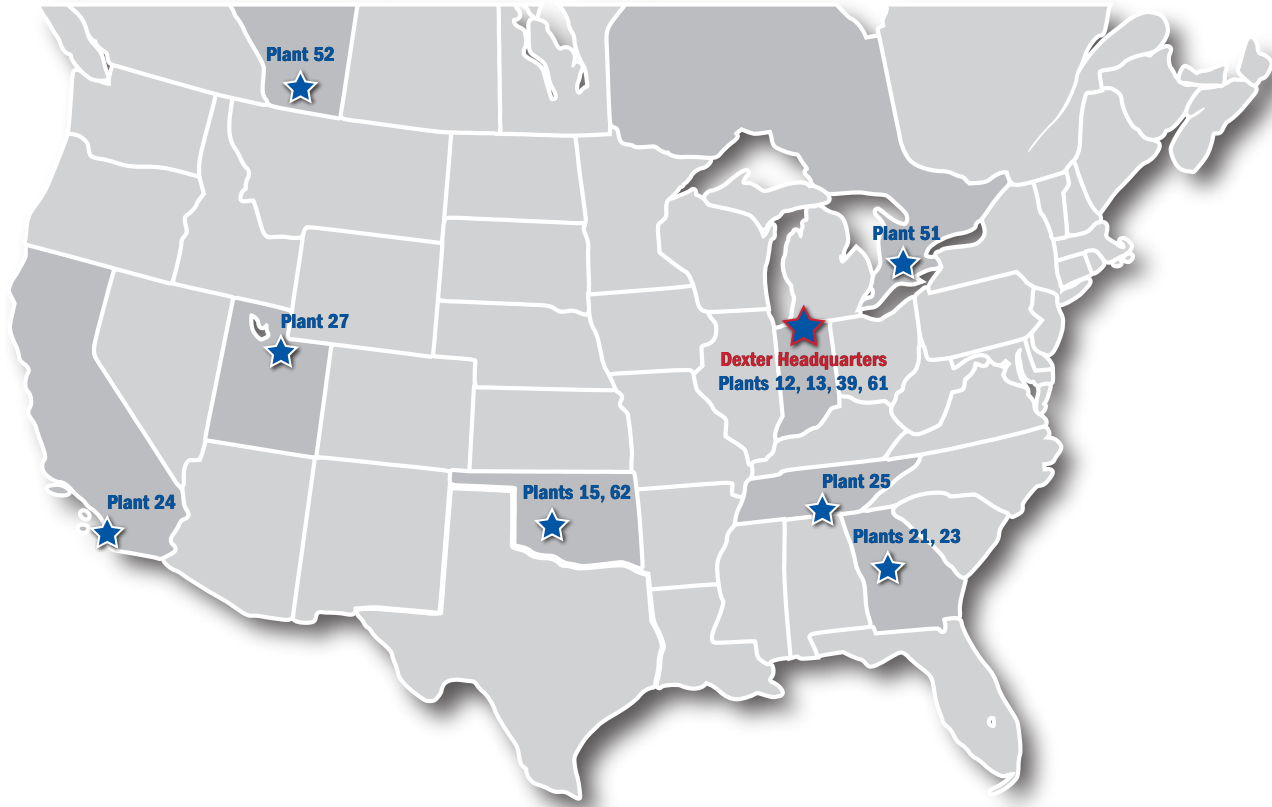 Plant 52
Plant 51
Plant 27
Dexter Headquarters
Plants 12, 13, 39, 61
Plant 24
Plants 15, 62
Plant 25
Plants 21, 23